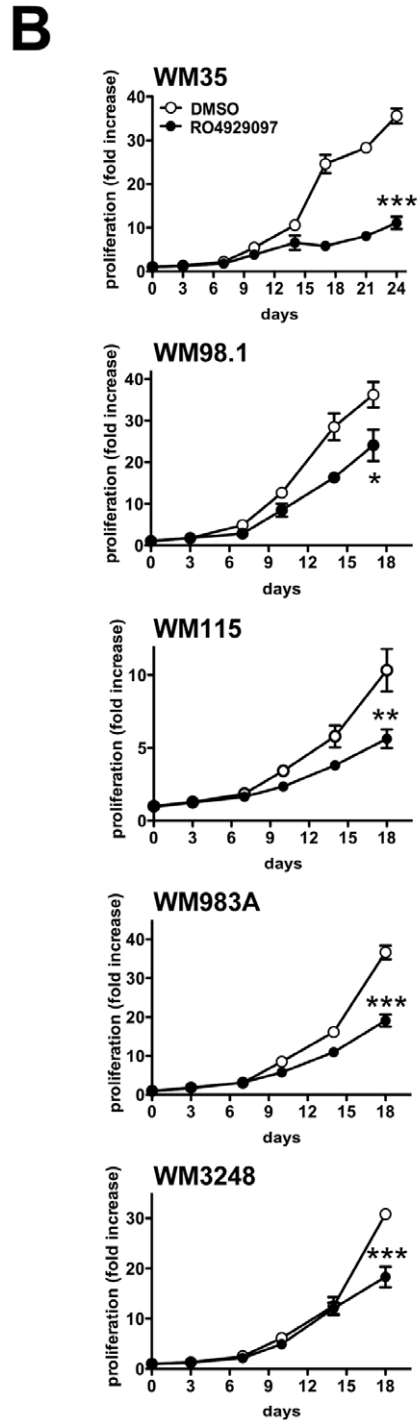 B
WM35
proliferation (fold increase)
40
30
20
10
0
DMSO
RO4929097
***
0 3 6 9 12 15 18 21 24
days
WM98.1
proliferation (fold increase)
40
30
20
10
0
*
0 3 6 9 12 15 18
days
WM115
proliferation (fold increase)
10
5
0
**
0 3 6 9 12 15 18
days
WM983A
proliferation (fold increase)
40
30
20
10
0
***
0 3 6 9 12 15 18
days
WM3248
proliferation (fold increase)
30
20
10
0
***
0 3 6 9 12 15 18
days